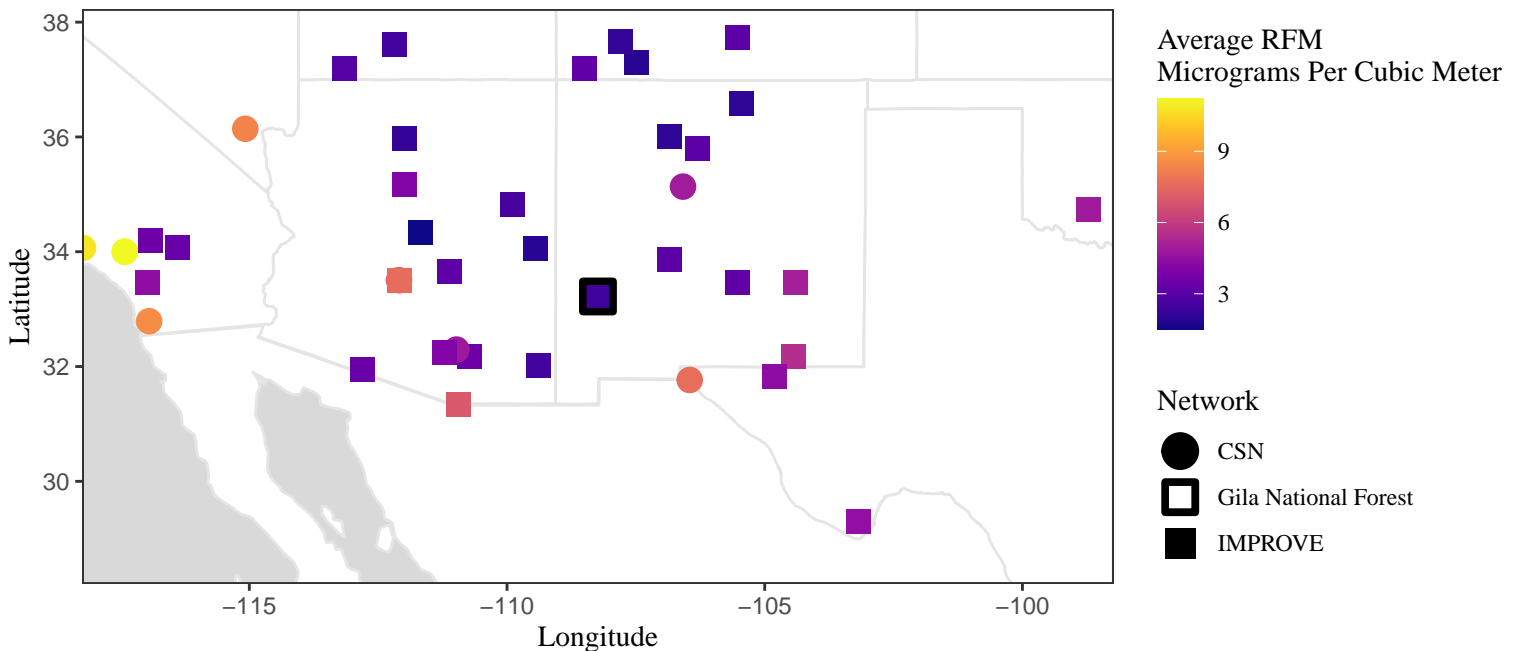 38
36
34
32
30
Latitude
−115
−110
−105
−100
Longitude
Average RFM
Micrograms Per Cubic Meter
9
6
3
Network
CSN
Gila National Forest
IMPROVE